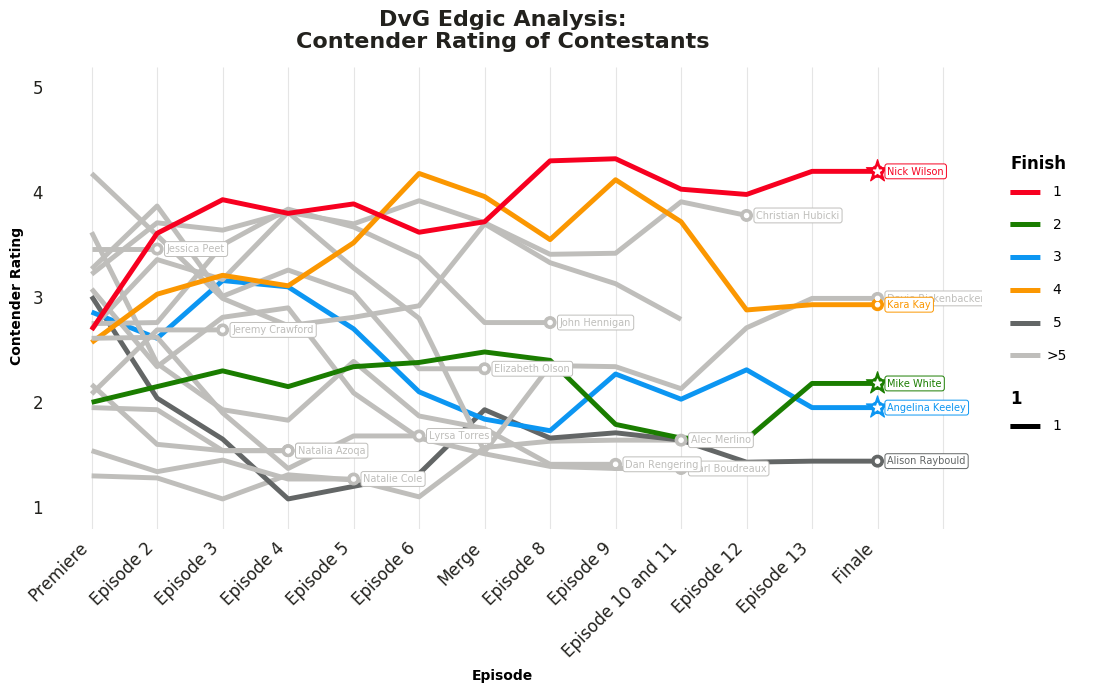 DvG Edgic Analysis:
Contender Rating of Contestants
Contender Rating
5
4
3
2
1
Nick Wilson
Christian Hubicki
Jessica Peet
Kara Kay
Jeremy Crawford
John Hennigan
Elizabeth Olson
Mike White
Angelina Keeley
Lyrsa Torres
Alec Merlino
Natalia Azoqa
Dan Rengering
Carl Boudreaux
Alison Raybould
Natalie Cole
Premiere
Episode 2
Episode 3
Episode 4
Episode 5
Episode 6
Merge
Episode 8
Episode 9
Episode 10 and 11
Episode 12
Episode 13
Finale
Episode
Finish
1
2
3
4
5
>5
1
1